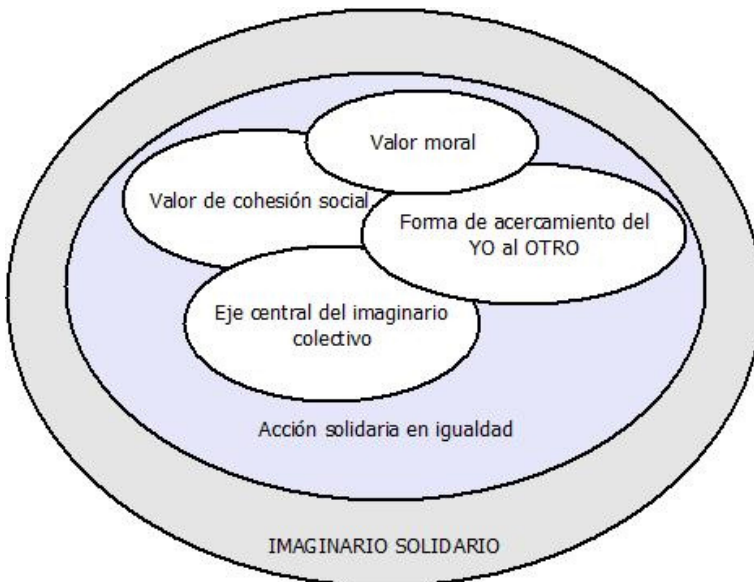 Valor moral
Valor de cohesión social
Forma de acercamiento del
YO al OTRO
Eje central del imaginario
colectivo
Acción solidaria en igualdad
IMAGINARIO SOLIDARIO